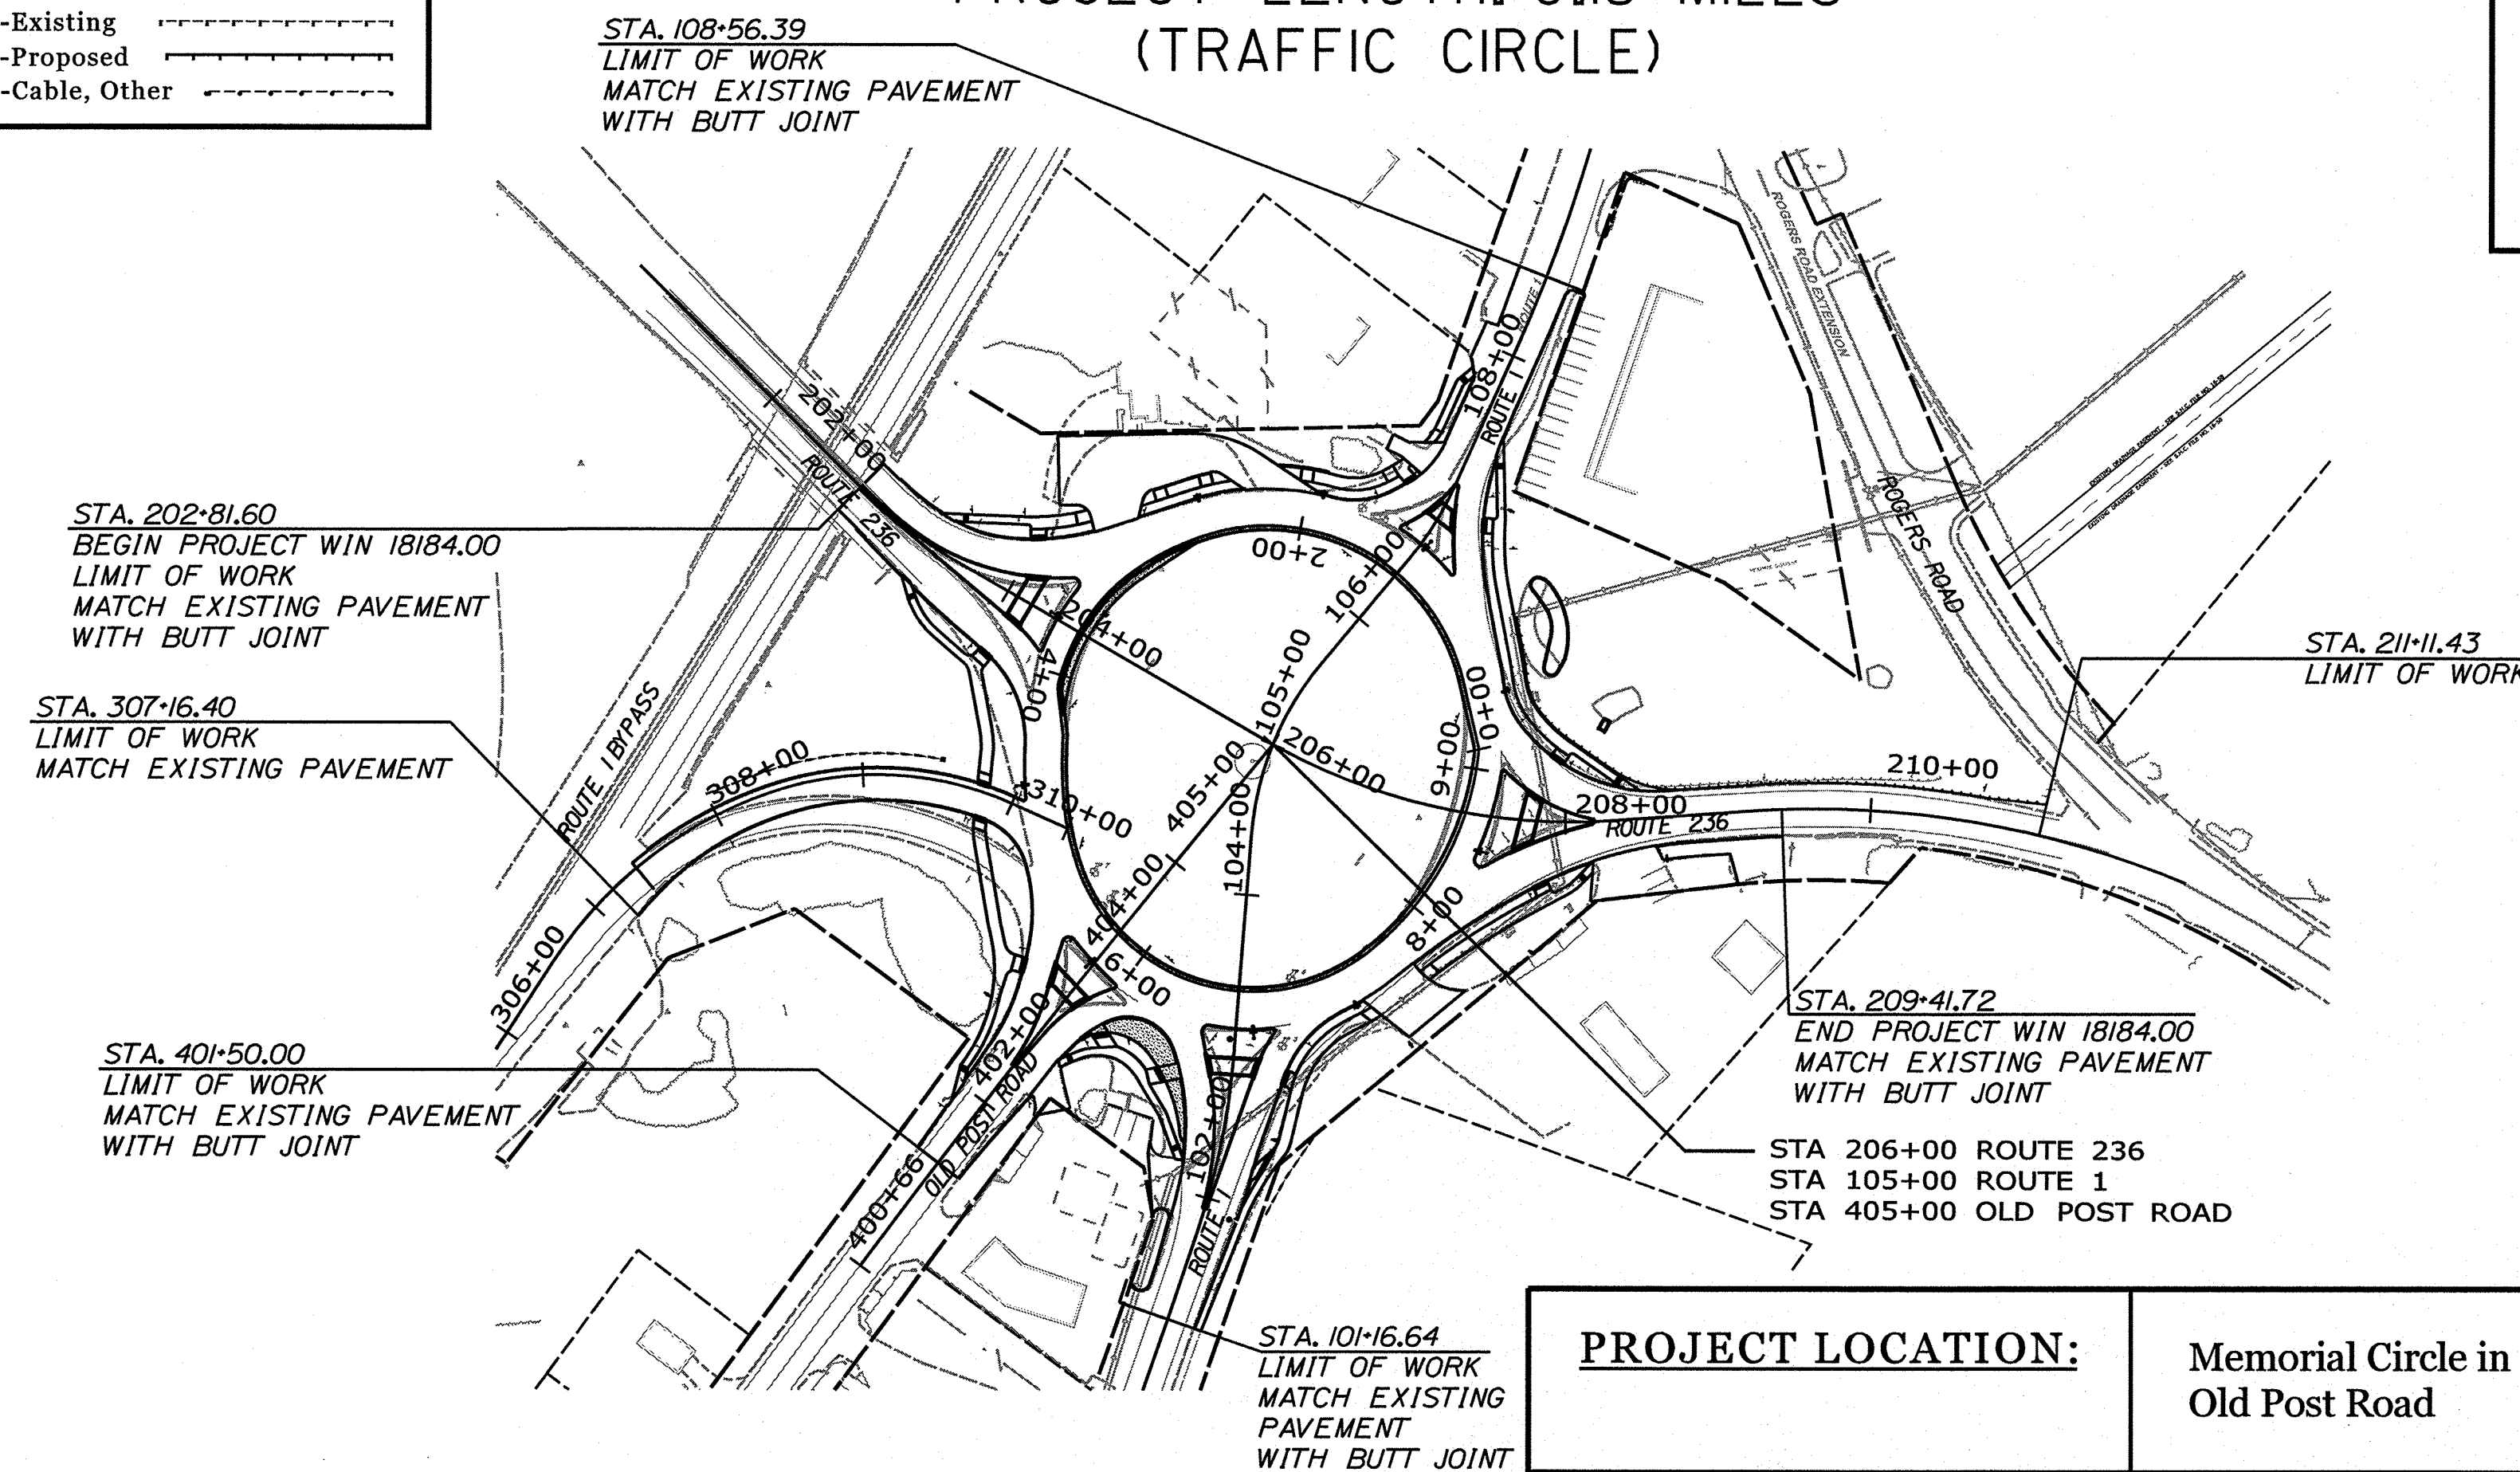 -Existing
-Proposed
-Cable, Other
(TRAFFIC CIRCLE)
STA. 108+56.39
LIMIT OF WORK
MATCH EXISTING PAVEMENT
WITH BUTT JOINT
STA. 202+81.60
BEGIN PROJECT WIN 18184.00
LIMIT OF WORK
MATCH EXISTING PAVEMENT
WITH BUTT JOINT
STA. 307+16.40
LIMIT OF WORK
MATCH EXISTING PAVEMENT
STA. 401+50.00
LIMIT OF WORK
MATCH EXISTING PAVEMENT
WITH BUTT JOINT
STA. 101+16.64
LIMIT OF WORK
MATCH EXISTING
PAVEMENT
WITH BUTT JOINT
STA. 211+11.43
LIMIT OF WORK
STA. 209+41.72
END PROJECT WIN 18184.00
MATCH EXISTING PAVEMENT
WITH BUTT JOINT
STA 206+00 ROUTE 236
STA 105+00 ROUTE 1
STA 405+00 OLD POST ROAD
202+00
ROUTE 236
204+00
206+00
208+00
ROUTE 236
210+00
108+00
ROUTE 1
ROUTE 1
106+00
105+00
104+00
102+00
ROUTE 1
405+00
404+00
402+00
400+66
OLD POST ROAD
306+00
308+00
310+00
ROUTE 1 BYPASS
0+00
2+00
4+00
6+00
8+00
9+00
ROGERS ROAD EXTENSION
ROGERS ROAD
PROJECT LOCATION:
Memorial Circle in
Old Post Road